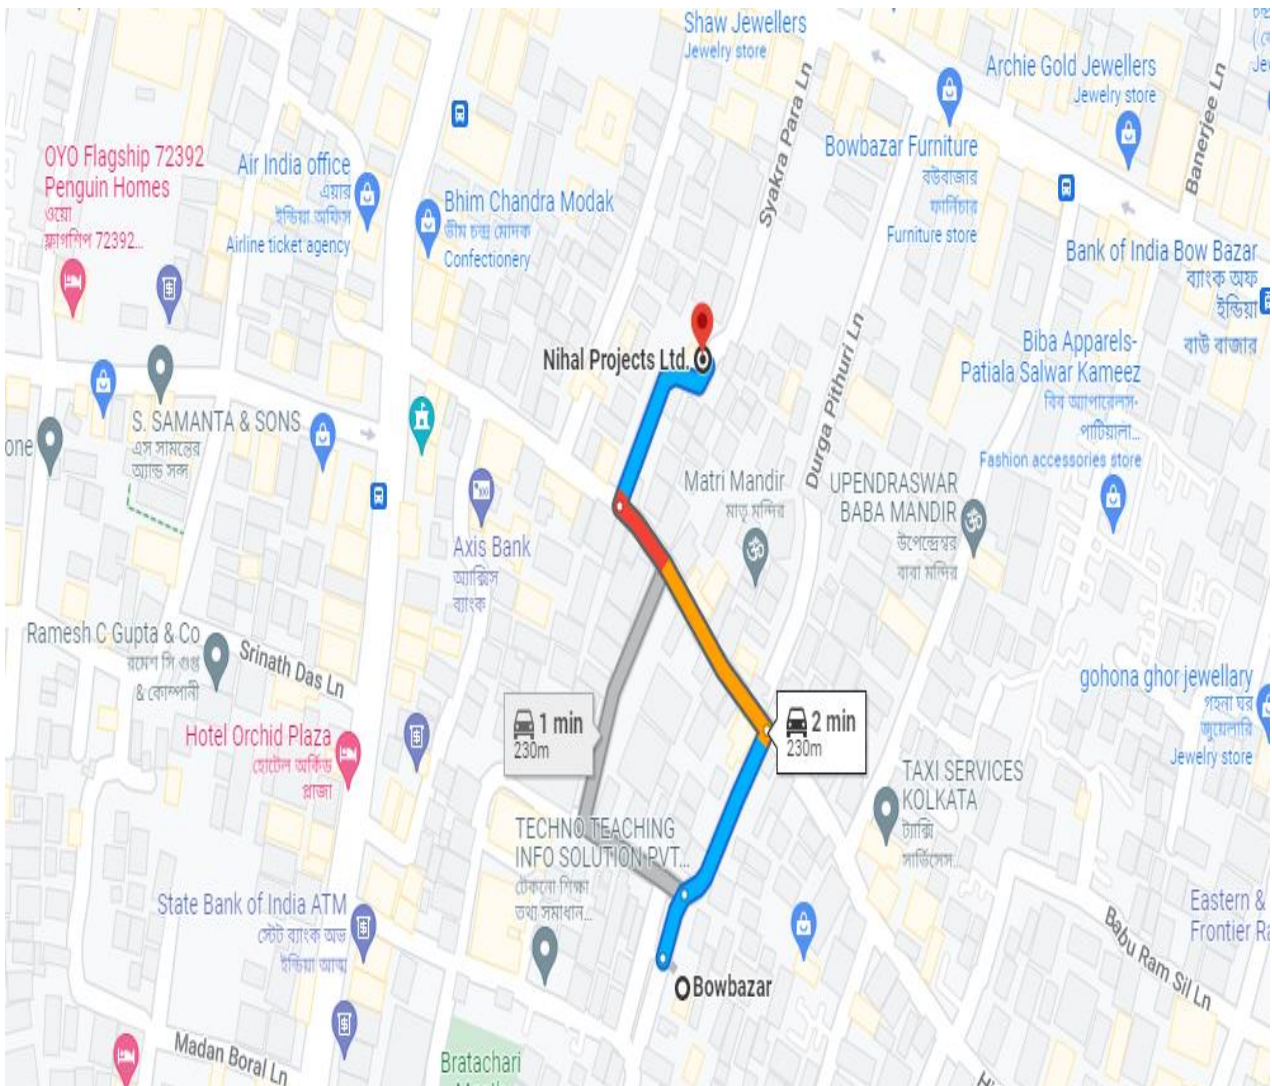 Shaw Jewellers
Jewelry store
Archie Gold Jewellers
Jewelry store
Syakra Para Ln
Banerjee Ln
OYO Flagship 72392
Penguin Homes
ওয়ো
ফ্লাগশিপ 72392...
Air India office
এয়ার
ইন্ডিয়া অফিস
Airline ticket agency
Bhim Chandra Modak
ভীম চন্দ্র মোদক
Confectionery
Bowbazar Furniture
বউবাজার
ফার্নিচার
Furniture store
Bank of India Bow Bazar
ব্যাংক অফ
ইন্ডিয়া
বাউ বাজার
Nihal Projects Ltd.
Durga Pithuri Ln
Biba Apparels-
Patiala Salwar Kameez
বিব অ্যাপারেলস-
পাটিয়ালা...
Fashion accessories store
S. SAMANTA & SONS
এস সামন্তের
অ্যান্ড সন্স
one
Matri Mandir
মাতৃ মন্দির
UPENDRASWAR
BABA MANDIR
উপেন্দ্রেশ্বর
বাবা মন্দির
Axis Bank
অ্যাক্সিস
ব্যাংক
Ramesh C Gupta & Co
রমেশ সি গুপ্ত
& কোম্পানী
Srinath Das Ln
gohona ghor jewellary
গহনা ঘর
জুয়েলারি
Jewelry store
1 min
230m
2 min
230m
Hotel Orchid Plaza
হোটেল অর্কিড
প্লাজা
TAXI SERVICES
KOLKATA
ট্যাক্সি
সার্ভিসেস...
TECHNO TEACHING
INFO SOLUTION PVT...
টেকনো শিক্ষা
তথ্য সমাধান...
State Bank of India ATM
স্টেট ব্যাংক অভ
ইন্ডিয়া আত্ম
Eastern &
Frontier
Babu Ram Sil Ln
Bowbazar
Madan Boral Ln
Bratachari